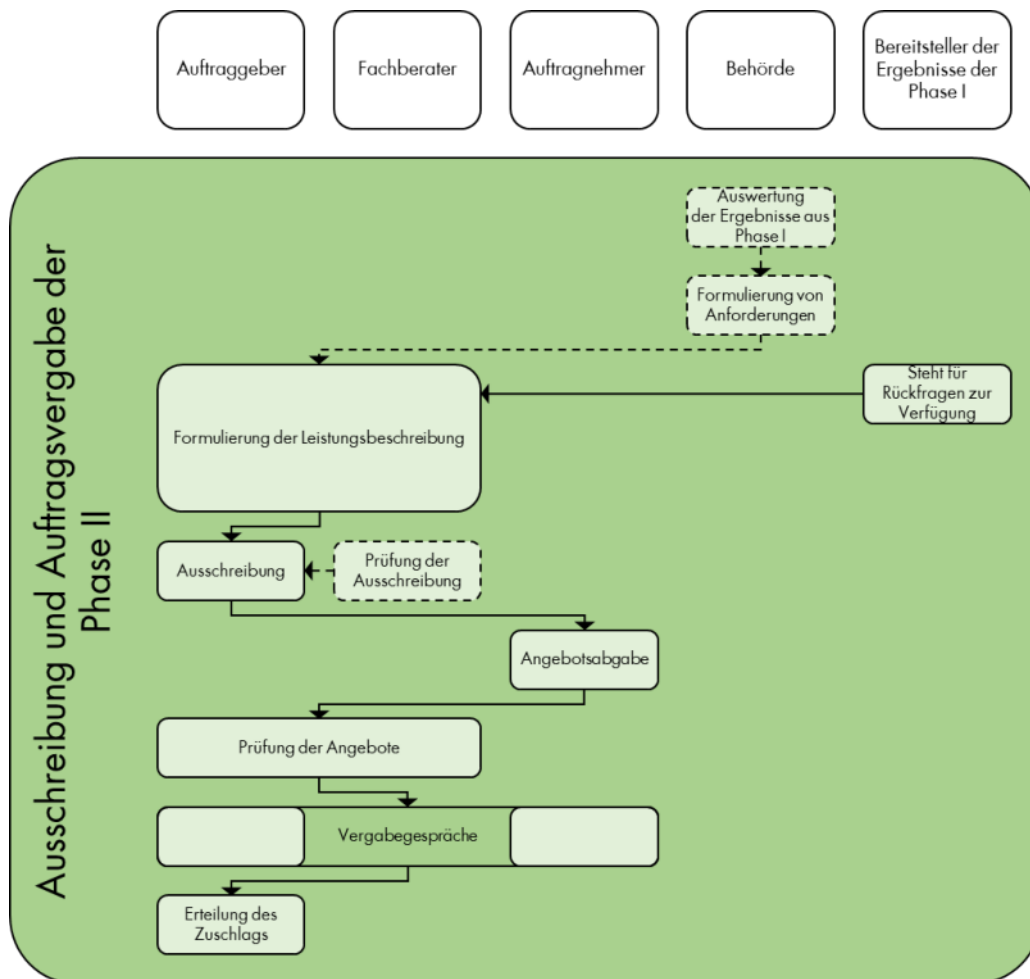 Auftraggeber
Fachberater
Auftragnehmer
Behörde
Bereitsteller der
Ergebnisse der
Phase I
Ausschreibung und Auftragsvergabe der
Phase II
Auswertung
der Ergebnisse aus
Phase I
Formulierung von
Anforderungen
Steht für
Rückfragen zur
Verfügung
Formulierung der Leistungsbeschreibung
Ausschreibung
Prüfung der
Ausschreibung
Angebotsabgabe
Prüfung der Angebote
Vergabegespräche
Erteilung des
Zuschlags